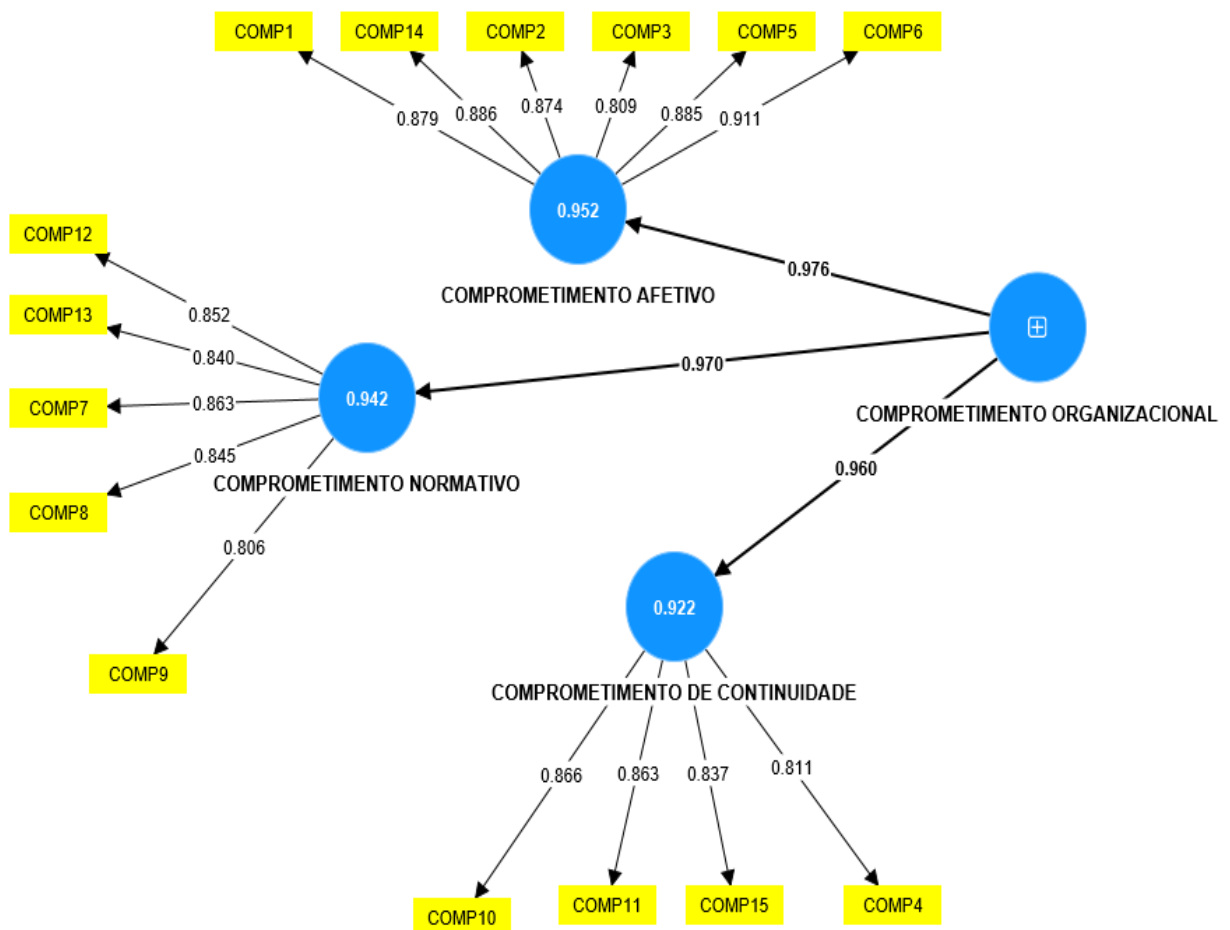 COMP1
COMP14
COMP2
COMP3
COMP5
COMP6
0.879
0.886
0.874
0.809
0.885
0.911
0.952
COMPROMETIMENTO AFETIVO
0.976
COMP12
COMP13
COMP7
COMP8
COMP9
0.852
0.840
0.863
0.845
0.806
0.942
COMPROMETIMENTO NORMATIVO
0.970
COMPROMETIMENTO ORGANIZACIONAL
0.960
0.922
COMPROMETIMENTO DE CONTINUIDADE
0.866
0.863
0.837
0.811
COMP10
COMP11
COMP15
COMP4